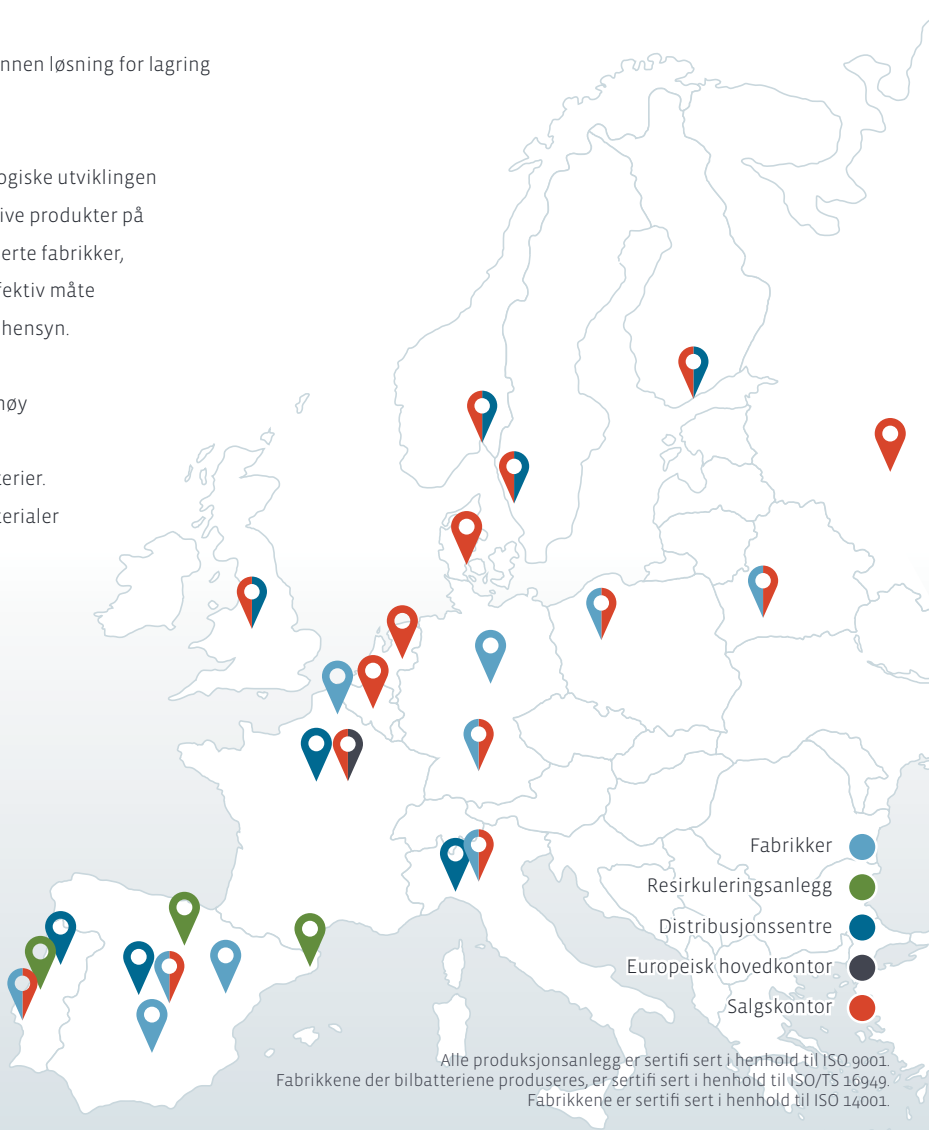 nnen løsning for lagring
ogiske utviklingen
ive produkter på
erte fabrikker,
fektiv måte
hensyn.
høy
terier.
terialer
Fabrikker
Resirkuleringsanlegg
Distribusjonssentre
Europeisk hovedkontor
Salgskontor
Alle produksjonsanlegg er sertifi sert i henhold til ISO 9001.
Fabrikkene der bilbatteriene produseres, er sertifi sert i henhold til ISO/TS 16949.
Fabrikkene er sertifi sert i henhold til ISO 14001.